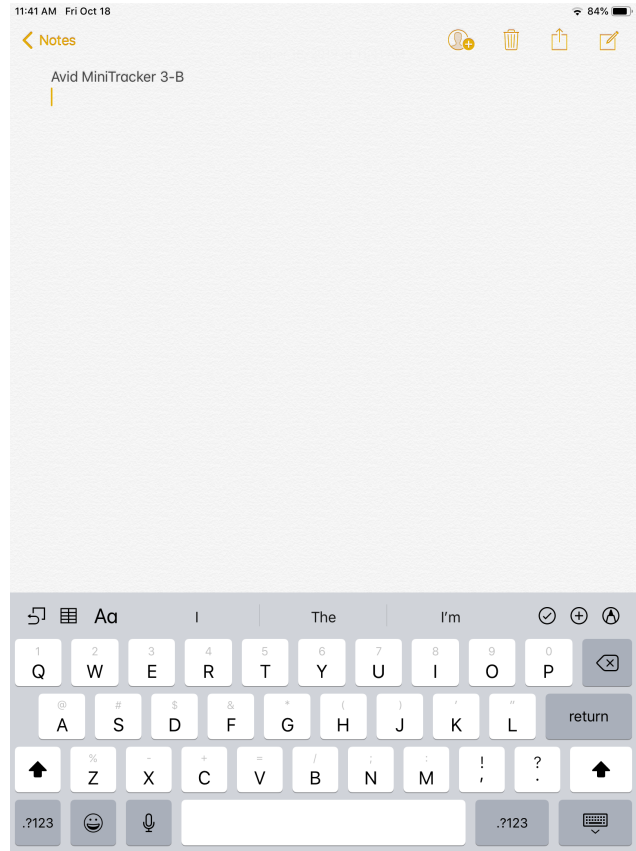 11:41 AM Fri Oct 18 84%
Notes
Avid MiniTracker 3-B
Aa I The I'm
1 2 3 4 5 6 7 8 9 0
Q W E R T Y U I O P
@ # $ & * ( ) ' "
A S D F G H J K L return
% - + = / ; : ! ?
Z X C V B N M , .
.?123 .?123